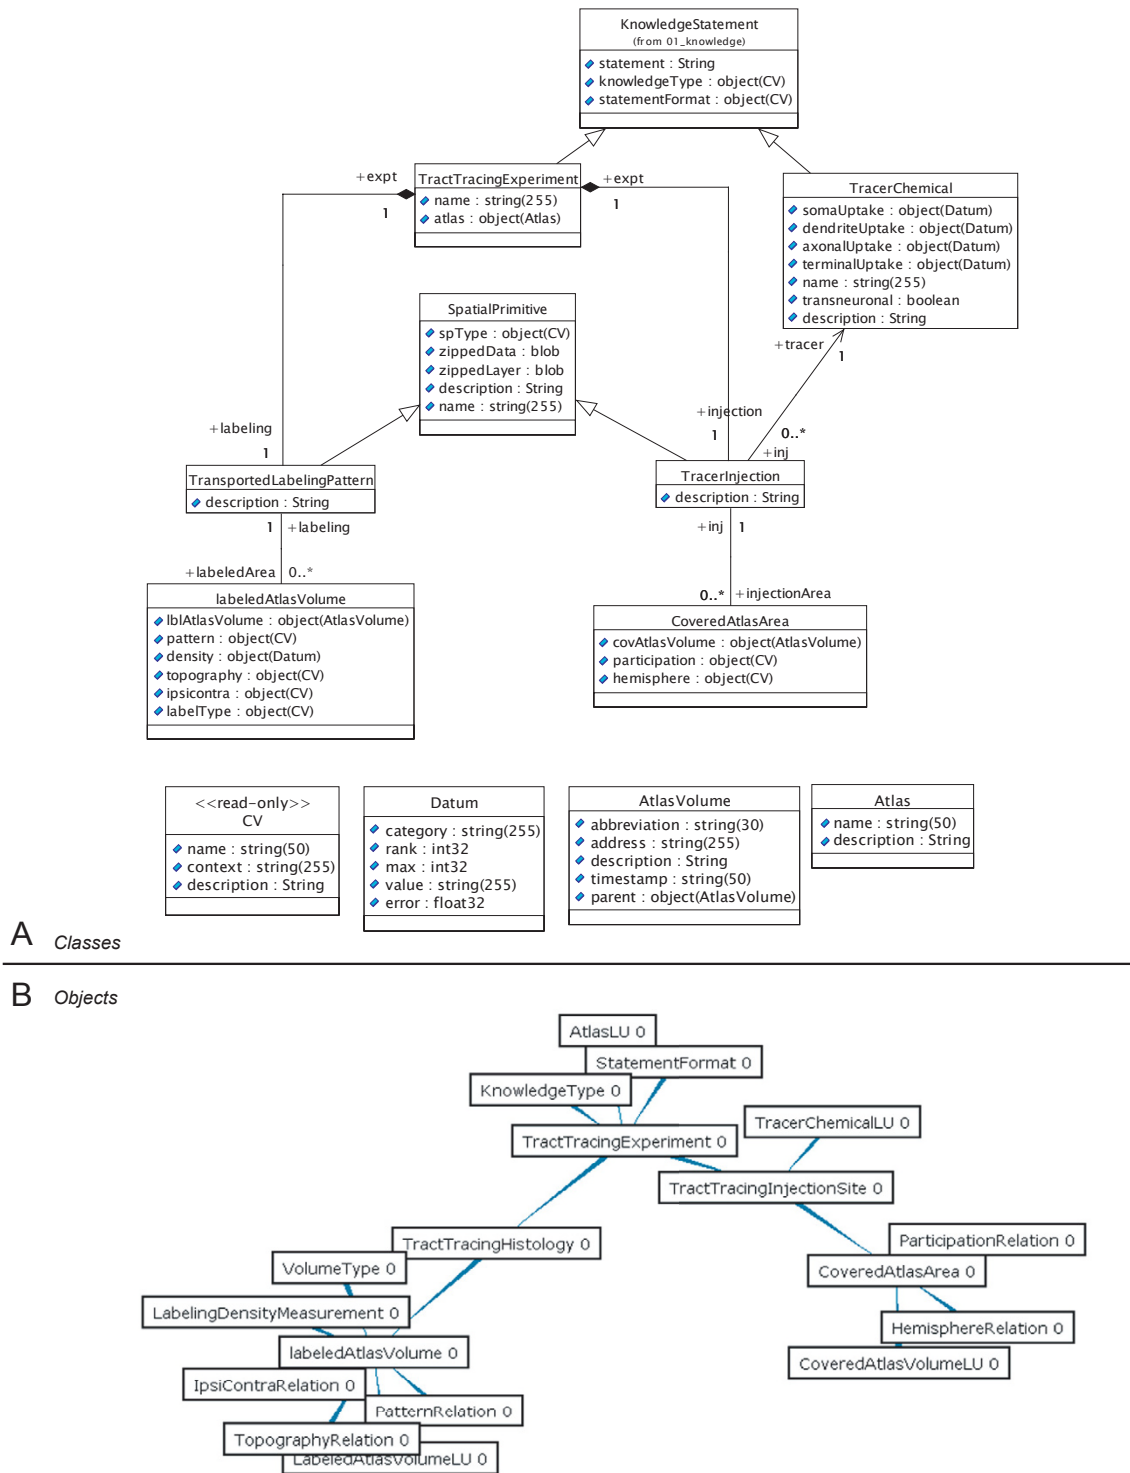 KnowledgeStatement
(from 01_knowledge)
statement : String
knowledgeType : object(CV)
statementFormat : object(CV)
+expt
1
TractTracingExperiment
name : string(255)
atlas : object(Atlas)
+expt
1
TracerChemical
somaUptake : object(Datum)
dendriteUptake : object(Datum)
axonalUptake : object(Datum)
terminalUptake : object(Datum)
name : string(255)
transneuronal : boolean
description : String
SpatialPrimitive
spType : object(CV)
zippedData : blob
zippedLayer : blob
description : String
name : string(255)
+tracer
1
+labeling
1
+injection
1
0..*
+inj
TransportedLabelingPattern
description : String
TracerInjection
description : String
1 +labeling
+inj 1
+labeledArea 0..*
0..* +injectionArea
labeledAtlasVolume
lblAtlasVolume : object(AtlasVolume)
pattern : object(CV)
density : object(Datum)
topography : object(CV)
ipsicontra : object(CV)
labelType : object(CV)
CoveredAtlasArea
covAtlasVolume : object(AtlasVolume)
participation : object(CV)
hemisphere : object(CV)
<<read-only>>
CV
name : string(50)
context : string(255)
description : String
Datum
category : string(255)
rank : int32
max : int32
value : string(255)
error : float32
AtlasVolume
abbreviation : string(30)
address : string(255)
description : String
timestamp : string(50)
parent : object(AtlasVolume)
Atlas
name : string(50)
description : String
A Classes
B Objects
AtlasLU 0
StatementFormat 0
KnowledgeType 0
TracerChemicalLU 0
TractTracingExperiment 0
TractTracingInjectionSite 0
TractTracingHistology 0
ParticipationRelation 0
VolumeType 0
CoveredAtlasArea 0
LabelingDensityMeasurement 0
HemisphereRelation 0
labeledAtlasVolume 0
CoveredAtlasVolumeLU 0
IpsiContraRelation 0
PatternRelation 0
TopographyRelation 0
LabeledAtlasVolumeLU 0